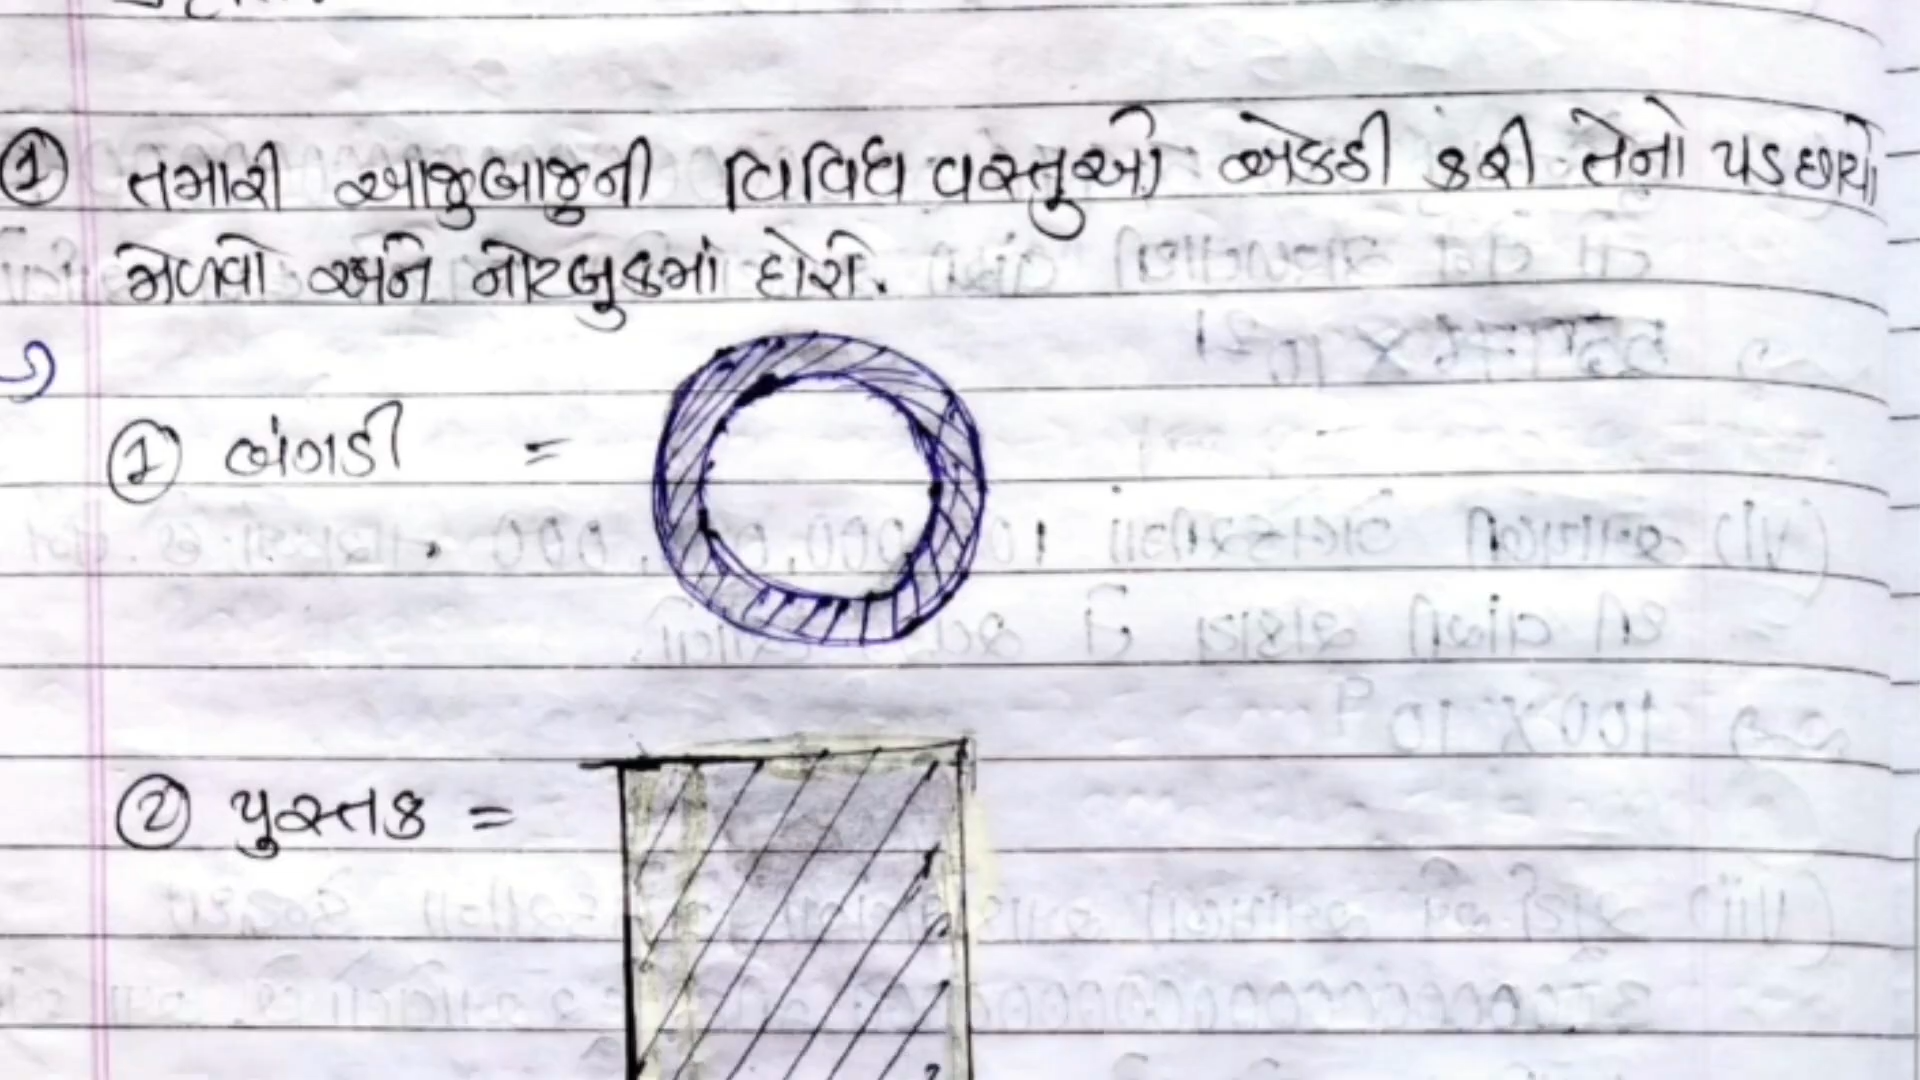 ① તમારી આજુબાજુની વિવિધ વસ્તુઓ એકઠી કરી તેનો પડછાયો
મેળવો અને નોટબુકમાં દોરો.
① બંગડી =
② પુસ્તક =